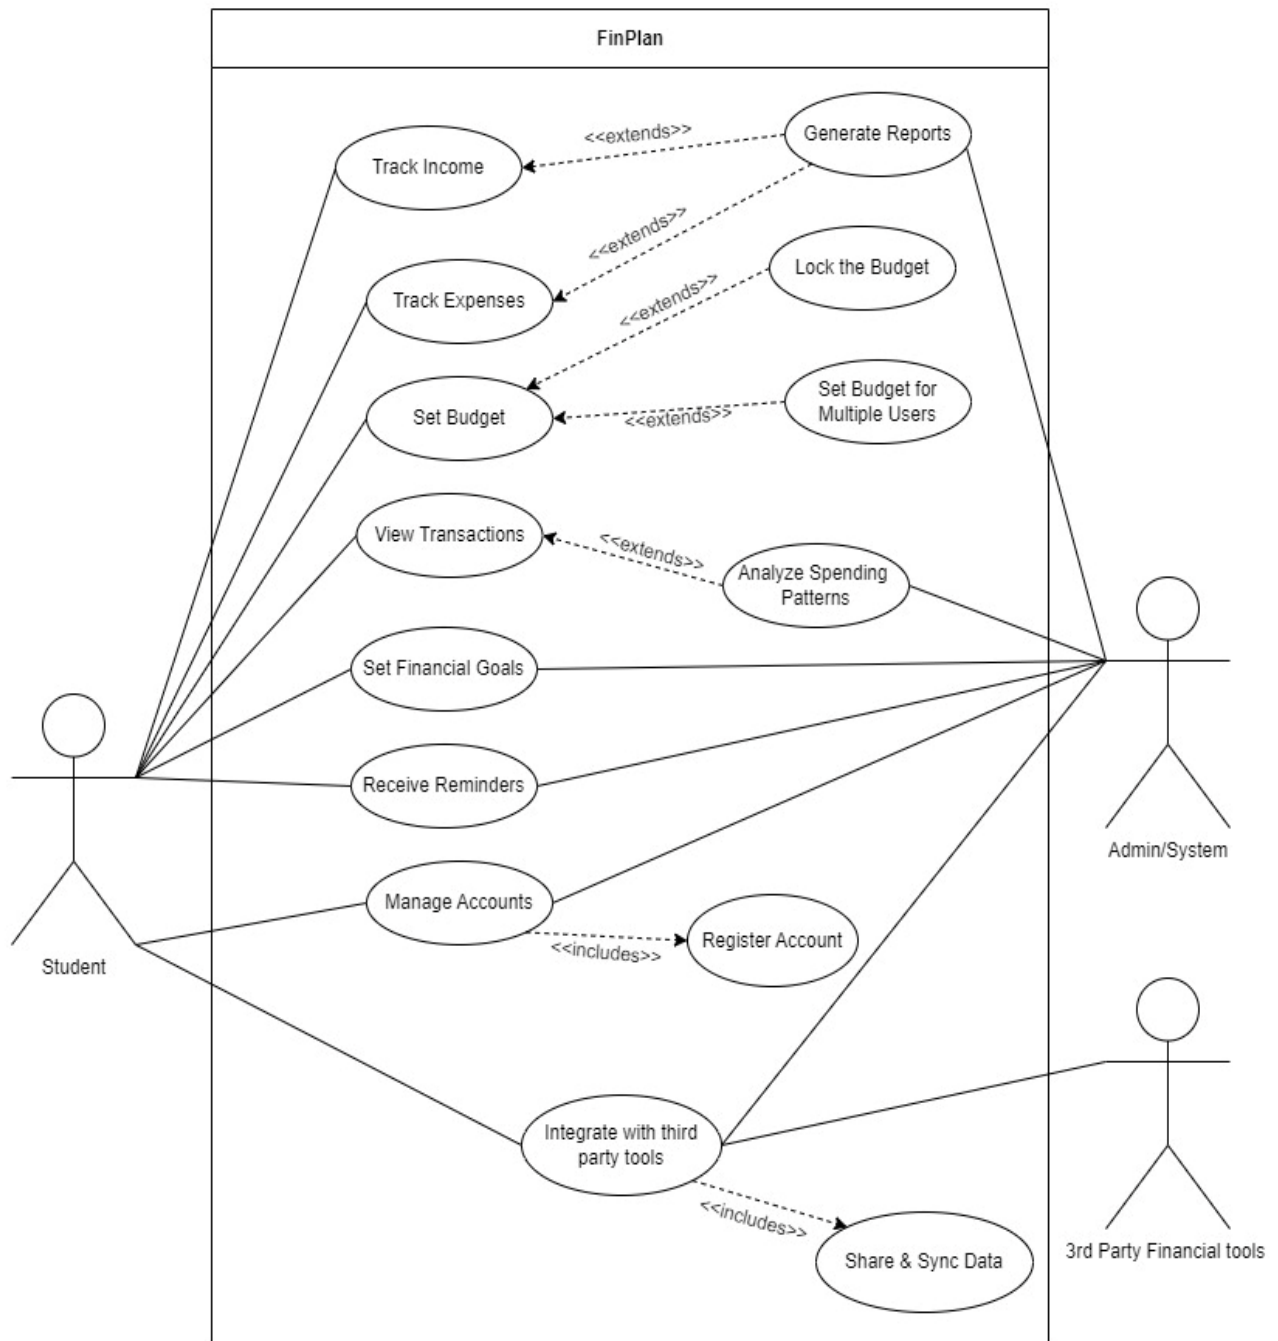 FinPlan
<<extends>>
Generate Reports
Track Income
<<extends>>
Lock the Budget
<<extends>>
Track Expenses
Set Budget for
Multiple Users
<<extends>>
Set Budget
View Transactions
<<extends>>
Analyze Spending
Patterns
Set Financial Goals
Receive Reminders
Admin/System
Manage Accounts
Register Account
<<includes>>
Student
Integrate with third
party tools
<<includes>>
Share & Sync Data
3rd Party Financial tools